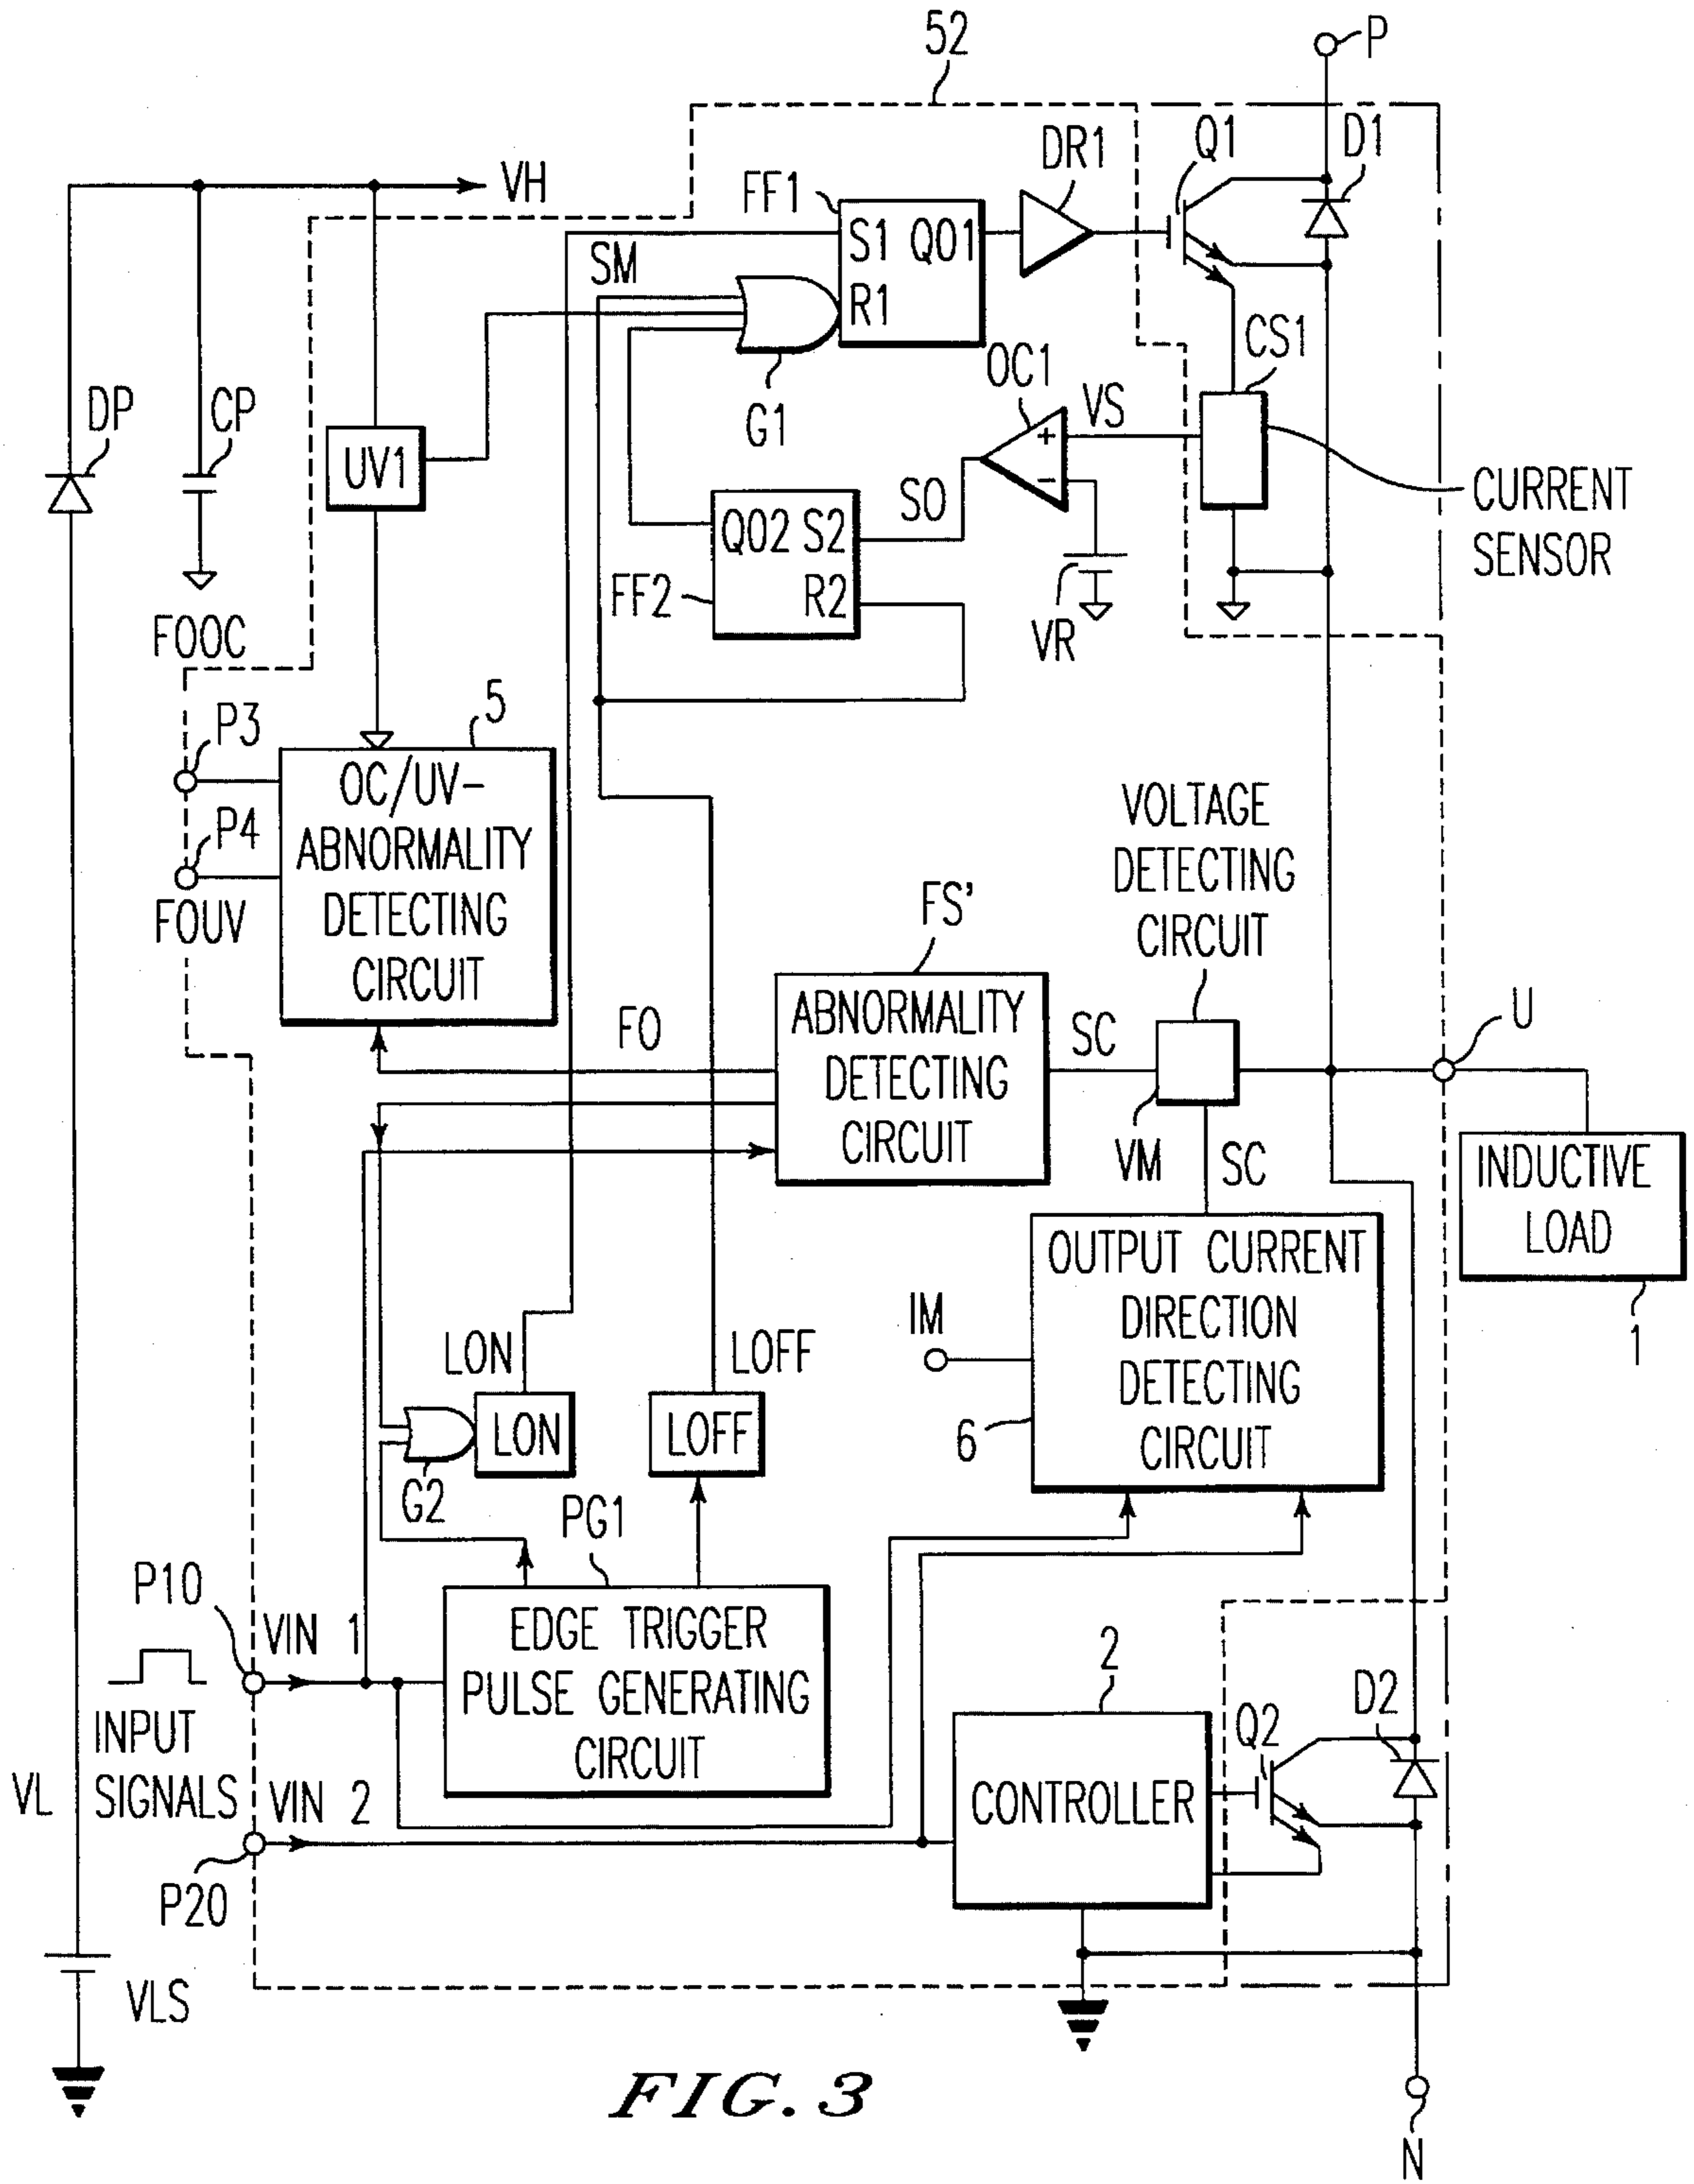 52
P
DR1
Q1
D1
VH
FF1
S1 QO1
R1
SM
G1
OC1
VS
CS1
+
−
DP
CP
UV1
CURRENT
SENSOR
QO2 S2
R2
SO
FF2
VR
FOOC
P3
5
P4
FOUV
OC/UV-
ABNORMALITY
DETECTING
CIRCUIT
VOLTAGE
DETECTING
CIRCUIT
FS'
FO
ABNORMALITY
DETECTING
CIRCUIT
SC
U
VM
SC
INDUCTIVE
LOAD
1
OUTPUT CURRENT
DIRECTION
DETECTING
CIRCUIT
IM
6
LON
LOFF
LON
LOFF
G2
PG1
P10
VIN 1
EDGE TRIGGER
PULSE GENERATING
CIRCUIT
INPUT
SIGNALS
VL
VIN 2
P20
2
CONTROLLER
Q2
D2
VLS
FIG. 3
N